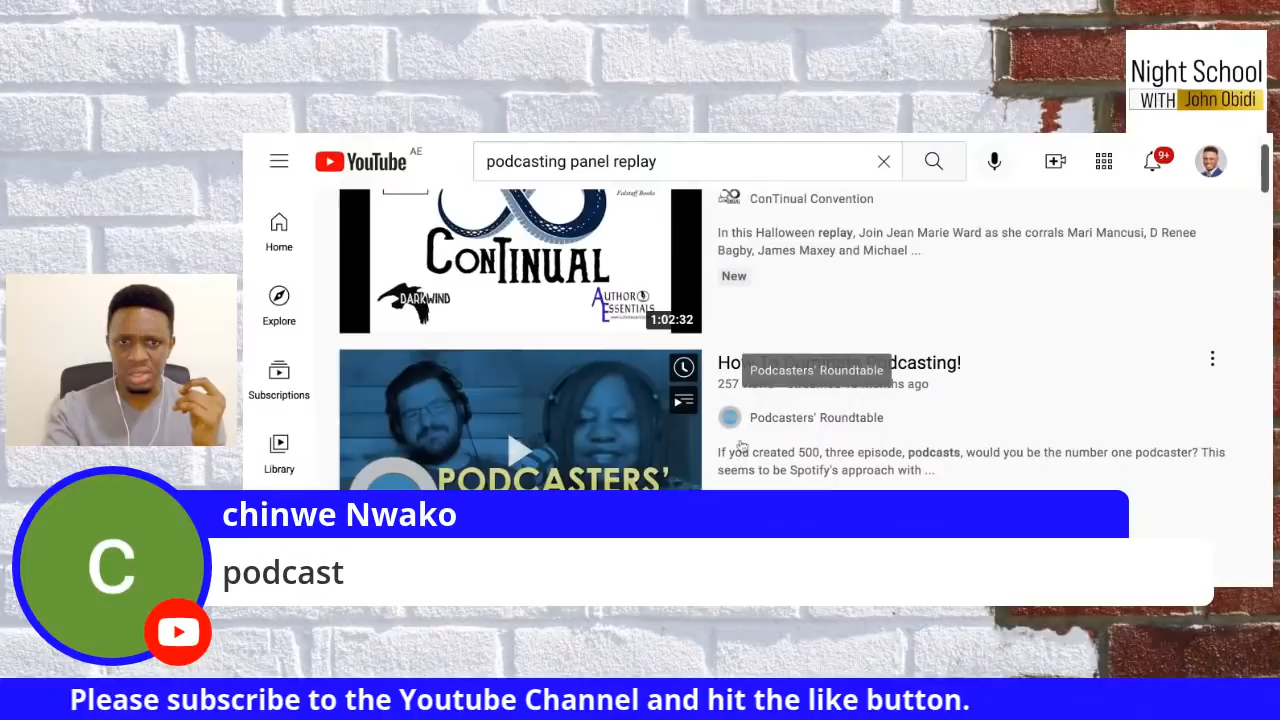 Night School
WITH John Obidi
YouTube
AE
podcasting panel replay
9+
Home
Explore
Subscriptions
Library
Falstaff Books
CONTINUAL
DARKWIND
AUTHOR
ESSENTIALS
1:02:32
ConTinual Convention
In this Halloween replay, Join Jean Marie Ward as she corrals Mari Mancusi, D Renee
Bagby, James Maxey and Michael ...
New
Podcasting!
Podcasters' Roundtable
257 months ago
Podcasters' Roundtable
If you created 500, three episode, podcasts, would you be the number one podcaster? This
seems to be Spotify's approach with ...
PODCASTERS'
C
chinwe Nwako
podcast
Please subscribe to the Youtube Channel and hit the like button.